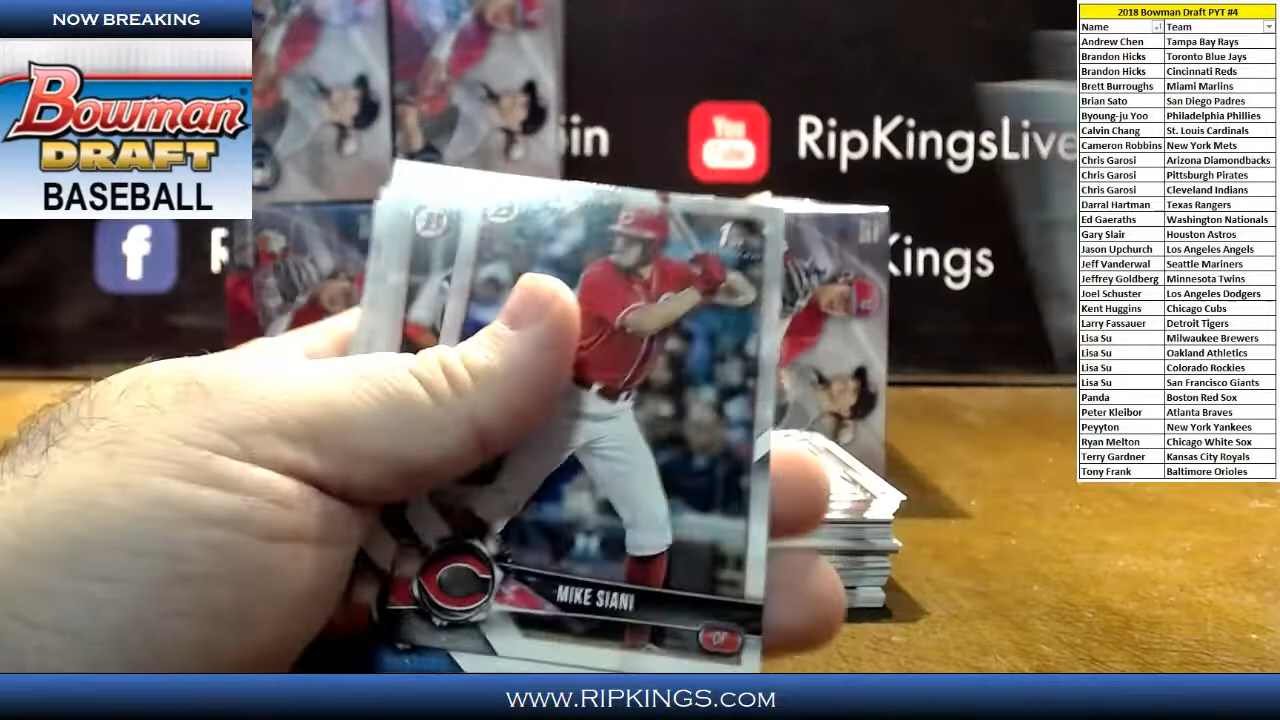 NOW BREAKING
Bowman
DRAFT
BASEBALL
You
Tube
RipKingsLive
f
R
Kings
1
MIKE SIANI
OF
2018 Bowman Draft PYT #4
Name Team
Andrew Chen Tampa Bay Rays
Brandon Hicks Toronto Blue Jays
Brandon Hicks Cincinnati Reds
Brett Burroughs Miami Marlins
Brian Sato San Diego Padres
Byoung-ju Yoo Philadelphia Phillies
Calvin Chang St. Louis Cardinals
Cameron Robbins New York Mets
Chris Garosi Arizona Diamondbacks
Chris Garosi Pittsburgh Pirates
Chris Garosi Cleveland Indians
Darral Hartman Texas Rangers
Ed Gaeraths Washington Nationals
Gary Slair Houston Astros
Jason Upchurch Los Angeles Angels
Jeff Vanderwal Seattle Mariners
Jeffrey Goldberg Minnesota Twins
Joel Schuster Los Angeles Dodgers
Kent Huggins Chicago Cubs
Larry Fassauer Detroit Tigers
Lisa Su Milwaukee Brewers
Lisa Su Oakland Athletics
Lisa Su Colorado Rockies
Lisa Su San Francisco Giants
Panda Boston Red Sox
Peter Kleibor Atlanta Braves
Peyyton New York Yankees
Ryan Melton Chicago White Sox
Terry Gardner Kansas City Royals
Tony Frank Baltimore Orioles
WWW.RIPKINGS.COM